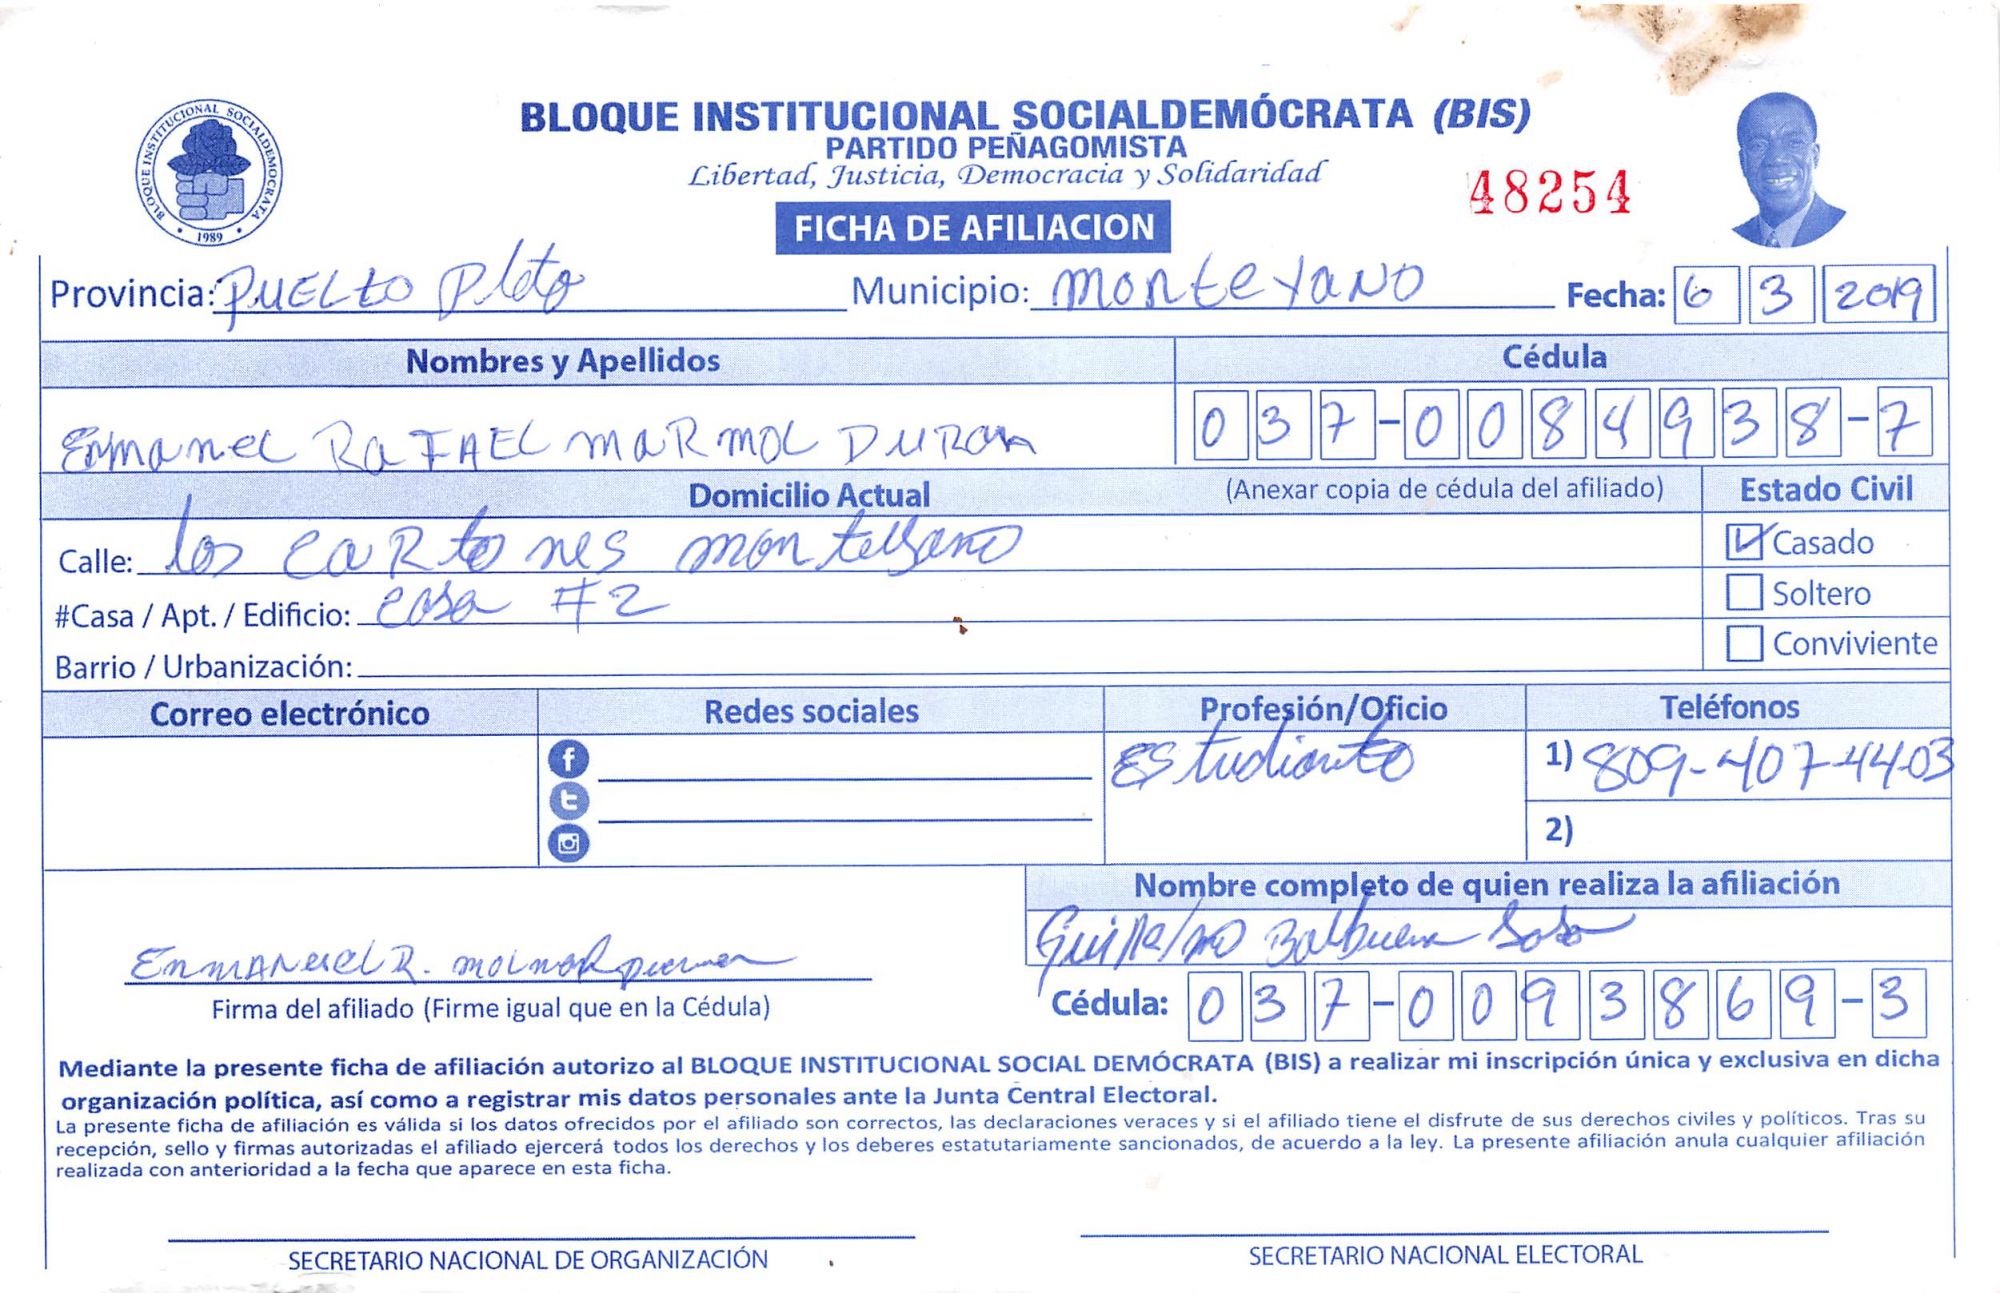 BLOQUE INSTITUCIONAL SOCIALDEMÓCRATA (BIS)
PARTIDO PEÑAGOMISTA
Libertad, Justicia, Democracia y Solidaridad
BLOQUE INSTITUCIONAL SOCIALDEMOCRATA
1989
48254
FICHA DE AFILIACION
Provincia: PUELTO Plata Municipio: monteyano Fecha: 6 3 2019
Nombres y Apellidos Cédula
Enmanel RaFAEL MARMOL DURAN 037-0084938-7
Domicilio Actual (Anexar copia de cédula del afiliado) Estado Civil
Calle: los cartones montellano Casado
#Casa / Apt. / Edificio: casa #2 Soltero
Barrio / Urbanización: Conviviente
Correo electrónico Redes sociales Profesión/Oficio Teléfonos
Estudiante 1) 809-407-4403
2)
Nombre completo de quien realiza la afiliación
Balbuena Sosa
EnmANuel R.
Firma del afiliado (Firme igual que en la Cédula) Cédula: 037-0093869-3
Mediante la presente ficha de afiliación autorizo al BLOQUE INSTITUCIONAL SOCIAL DEMÓCRATA (BIS) a realizar mi inscripción única y exclusiva en dicha
organización política, así como a registrar mis datos personales ante la Junta Central Electoral.
La presente ficha de afiliación es válida si los datos ofrecidos por el afiliado son correctos, las declaraciones veraces y si el afiliado tiene el disfrute de sus derechos civiles y políticos. Tras su
recepción, sello y firmas autorizadas el afiliado ejercerá todos los derechos y los deberes estatutariamente sancionados, de acuerdo a la ley. La presente afiliación anula cualquier afiliación
realizada con anterioridad a la fecha que aparece en esta ficha.
SECRETARIO NACIONAL DE ORGANIZACIÓN SECRETARIO NACIONAL ELECTORAL